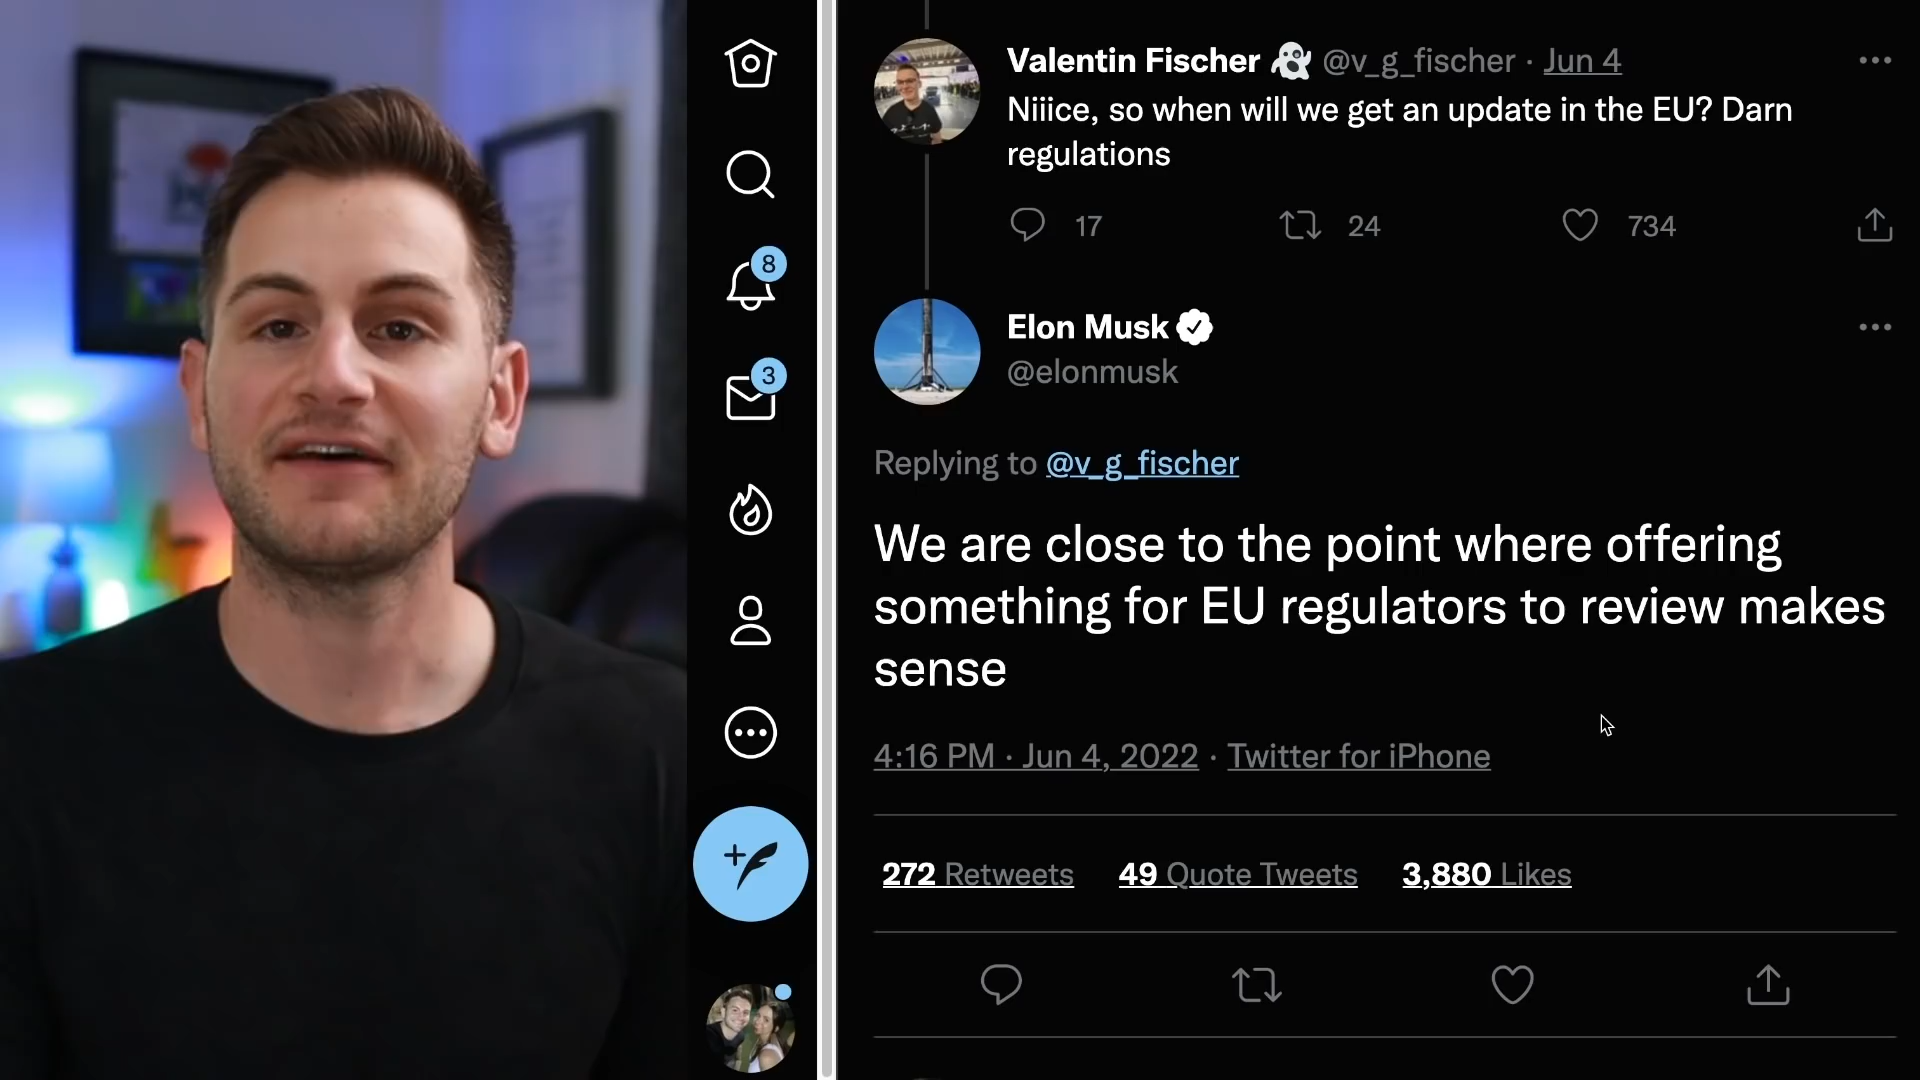 8
3
Valentin Fischer 👻 @v_g_fischer · Jun 4
Niiice, so when will we get an update in the EU? Darn
regulations
17 24 734
Elon Musk
@elonmusk
Replying to @v_g_fischer
We are close to the point where offering
something for EU regulators to review makes
sense
4:16 PM · Jun 4, 2022 · Twitter for iPhone
272 Retweets 49 Quote Tweets 3,880 Likes